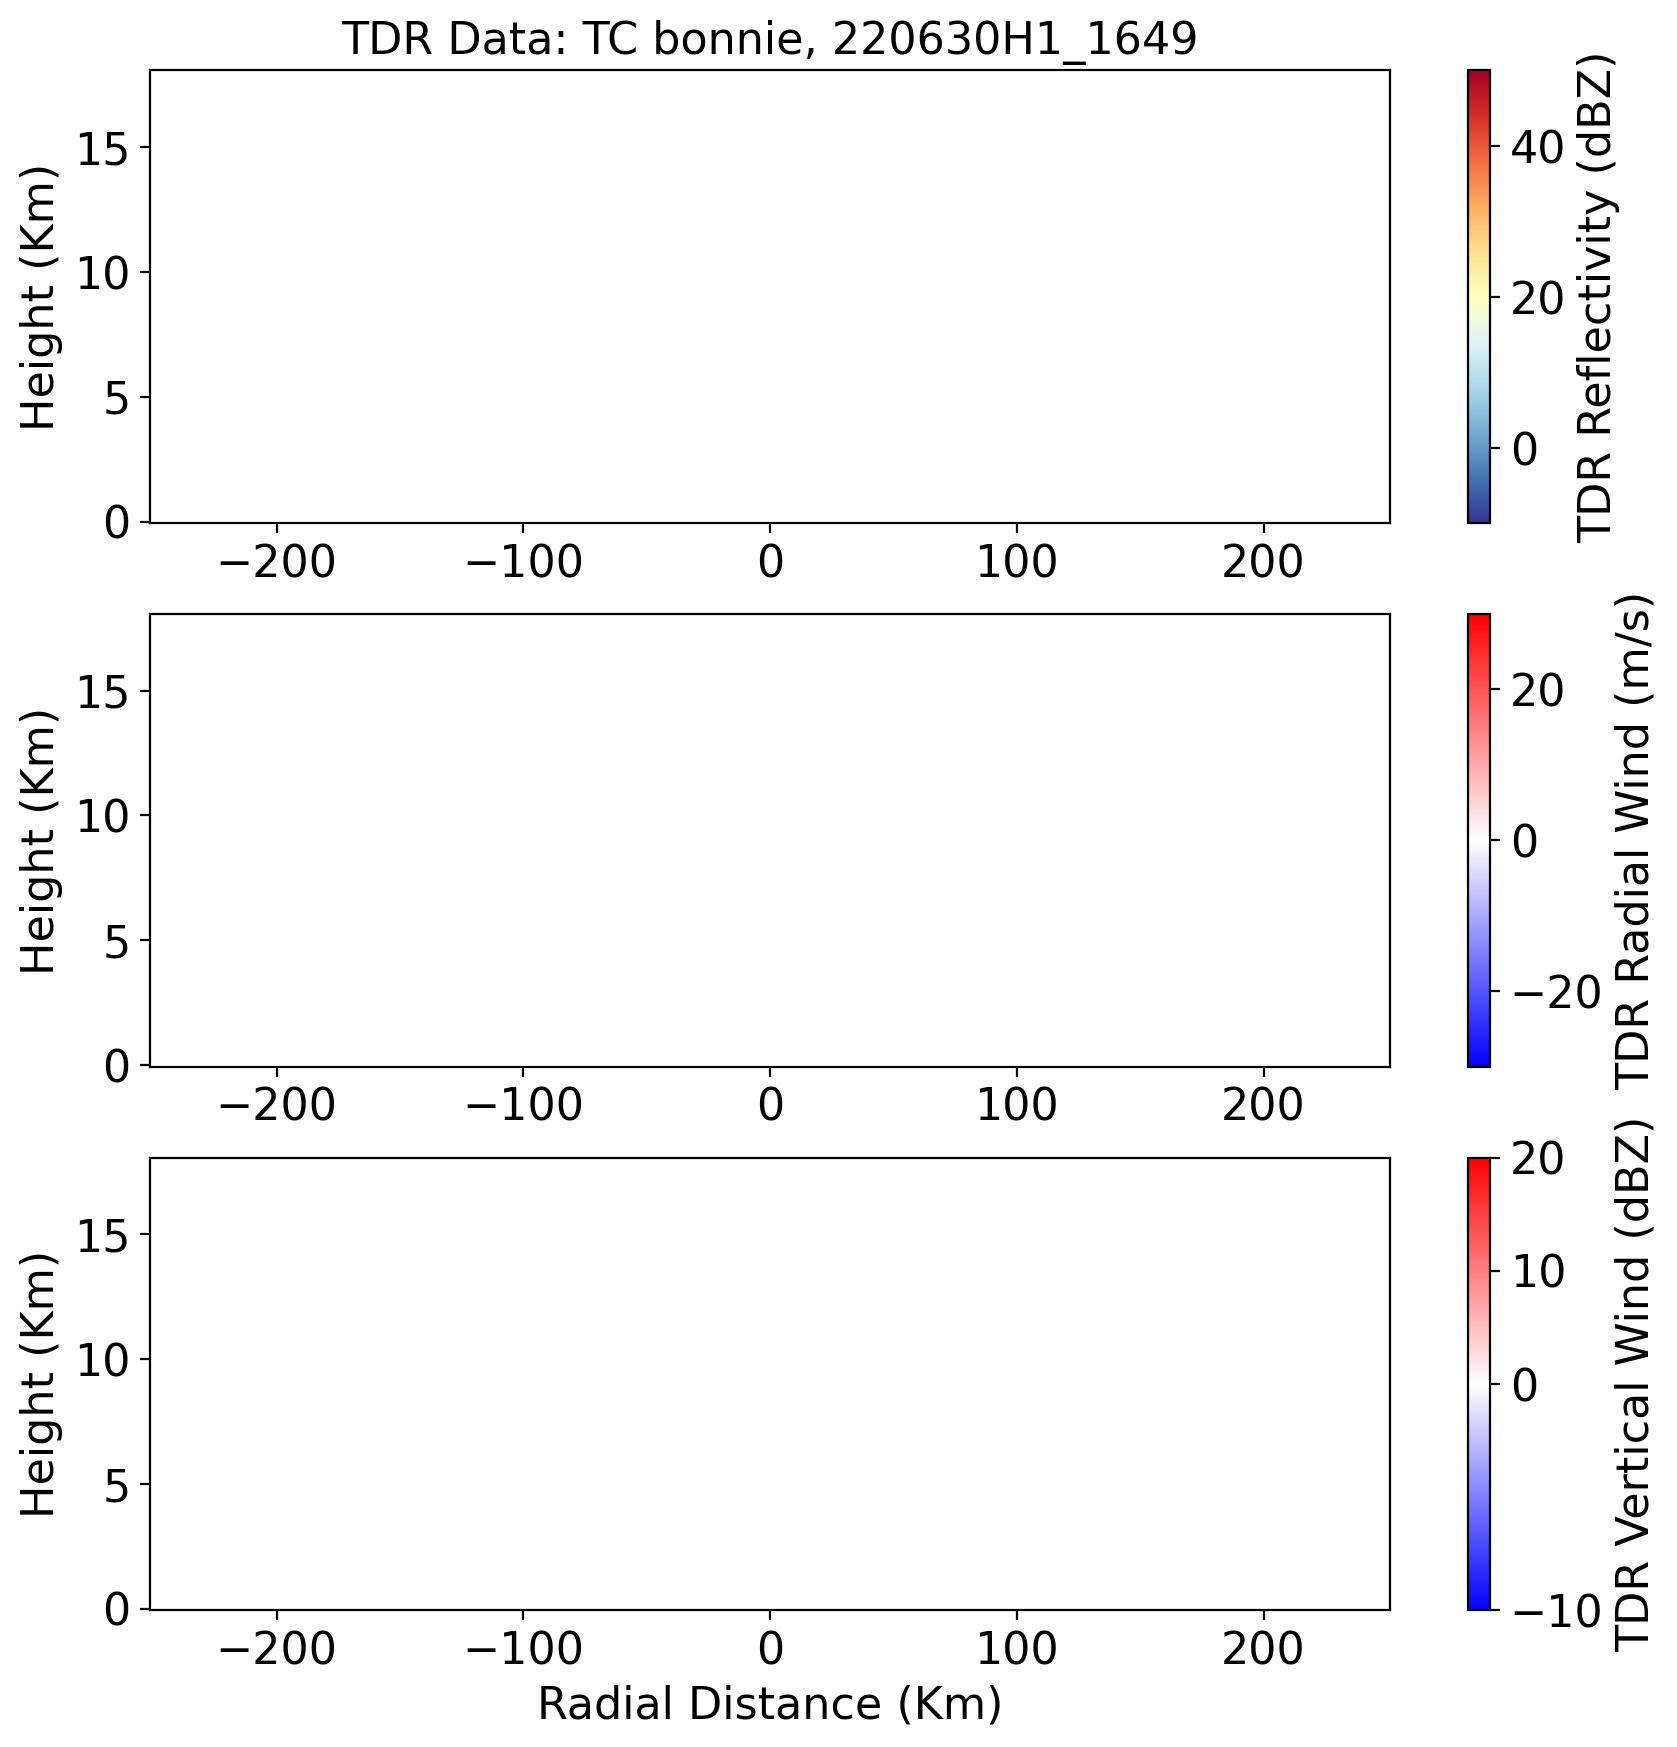 TDR Data: TC bonnie, 220630H1_1649
15
10
5
0
Height (Km)
−200 −100 0 100 200
40
20
0
TDR Reflectivity (dBZ)
15
10
5
0
Height (Km)
−200 −100 0 100 200
20
0
−20
TDR Radial Wind (m/s)
15
10
5
0
Height (Km)
−200 −100 0 100 200
Radial Distance (Km)
20
10
0
−10
TDR Vertical Wind (dBZ)